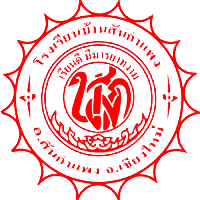 โรงเรียนบ้านสันกำแพง
เรียนดี มีมารยาทงาม
อ.สันกำแพง จ.เชียงใหม่